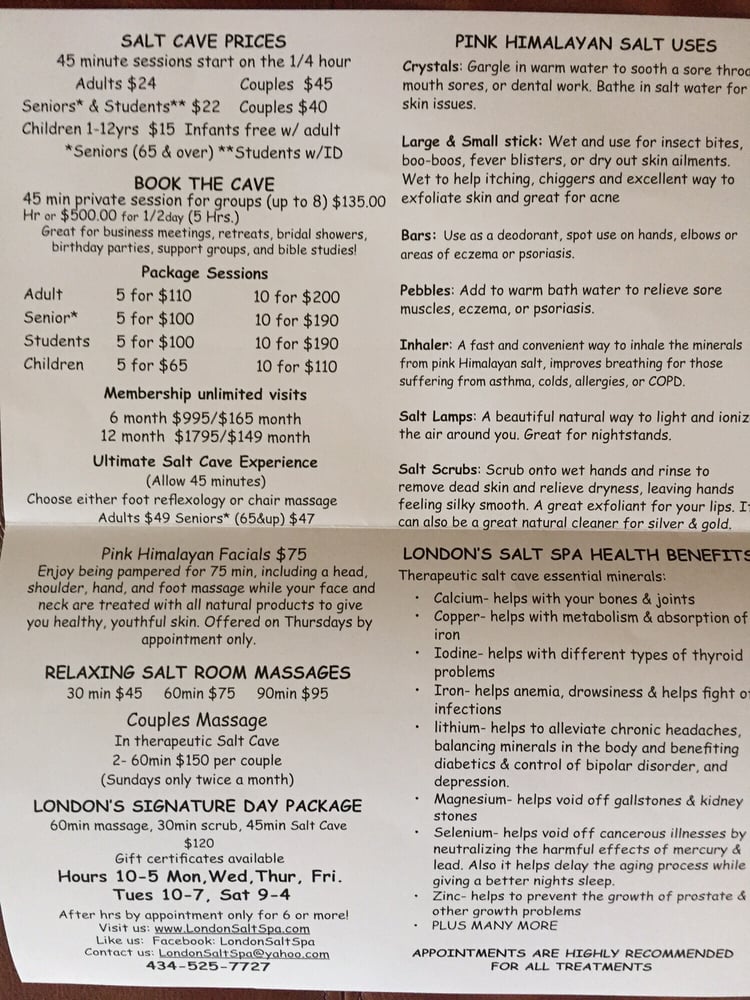 SALT CAVE PRICES
45 minute sessions start on the 1/4 hour
Adults $24 Couples $45
Seniors* & Students** $22 Couples $40
Children 1-12yrs $15 Infants free w/ adult
*Seniors (65 & over) **Students w/ID
BOOK THE CAVE
45 min private session for groups (up to 8) $135.00
Hr or $500.00 for 1/2day (5 Hrs.)
Great for business meetings, retreats, bridal showers,
birthday parties, support groups, and bible studies!
Package Sessions
Adult 5 for $110 10 for $200
Senior* 5 for $100 10 for $190
Students 5 for $100 10 for $190
Children 5 for $65 10 for $110
Membership unlimited visits
6 month $995/$165 month
12 month $1795/$149 month
Ultimate Salt Cave Experience
(Allow 45 minutes)
Choose either foot reflexology or chair massage
Adults $49 Seniors* (65&up) $47
Pink Himalayan Facials $75
Enjoy being pampered for 75 min, including a head,
shoulder, hand, and foot massage while your face and
neck are treated with all natural products to give
you healthy, youthful skin. Offered on Thursdays by
appointment only.
RELAXING SALT ROOM MASSAGES
30 min $45 60min $75 90min $95
Couples Massage
In therapeutic Salt Cave
2- 60min $150 per couple
(Sundays only twice a month)
LONDON'S SIGNATURE DAY PACKAGE
60min massage, 30min scrub, 45min Salt Cave
$120
Gift certificates available
Hours 10-5 Mon,Wed,Thur, Fri.
Tues 10-7, Sat 9-4
After hrs by appointment only for 6 or more!
Visit us: www.LondonSaltSpa.com
Like us: Facebook: LondonSaltSpa
Contact us: LondonSaltSpa@yahoo.com
434-525-7727
PINK HIMALAYAN SALT USES
Crystals: Gargle in warm water to sooth a sore throa
mouth sores, or dental work. Bathe in salt water for
skin issues.
Large & Small stick: Wet and use for insect bites,
boo-boos, fever blisters, or dry out skin ailments.
Wet to help itching, chiggers and excellent way to
exfoliate skin and great for acne
Bars: Use as a deodorant, spot use on hands, elbows or
areas of eczema or psoriasis.
Pebbles: Add to warm bath water to relieve sore
muscles, eczema, or psoriasis.
Inhaler: A fast and convenient way to inhale the minerals
from pink Himalayan salt, improves breathing for those
suffering from asthma, colds, allergies, or COPD.
Salt Lamps: A beautiful natural way to light and ioniz
the air around you. Great for nightstands.
Salt Scrubs: Scrub onto wet hands and rinse to
remove dead skin and relieve dryness, leaving hands
feeling silky smooth. A great exfoliant for your lips. It
can also be a great natural cleaner for silver & gold.
LONDON'S SALT SPA HEALTH BENEFITS
Therapeutic salt cave essential minerals:
• Calcium- helps with your bones & joints
• Copper- helps with metabolism & absorption of
iron
• Iodine- helps with different types of thyroid
problems
• Iron- helps anemia, drowsiness & helps fight of
infections
• lithium- helps to alleviate chronic headaches,
balancing minerals in the body and benefiting
diabetics & control of bipolar disorder, and
depression.
• Magnesium- helps void off gallstones & kidney
stones
• Selenium- helps void off cancerous illnesses by
neutralizing the harmful effects of mercury &
lead. Also it helps delay the aging process while
giving a better nights sleep.
• Zinc- helps to prevent the growth of prostate &
other growth problems
• PLUS MANY MORE
APPOINTMENTS ARE HIGHLY RECOMMENDED
FOR ALL TREATMENTS